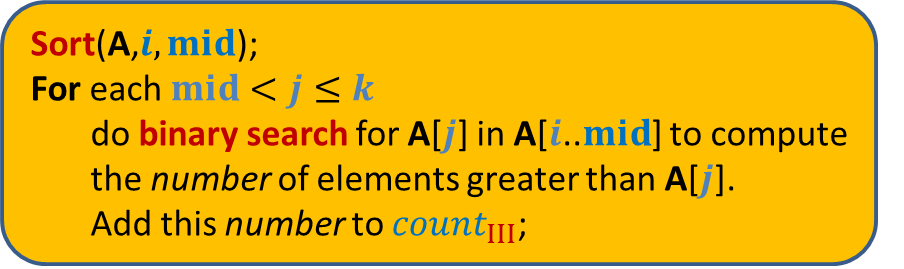 Sort(A,i,mid);
For each mid < j ≤ k
do binary search for A[j] in A[i..mid] to compute
the number of elements greater than A[j].
Add this number to count_III;